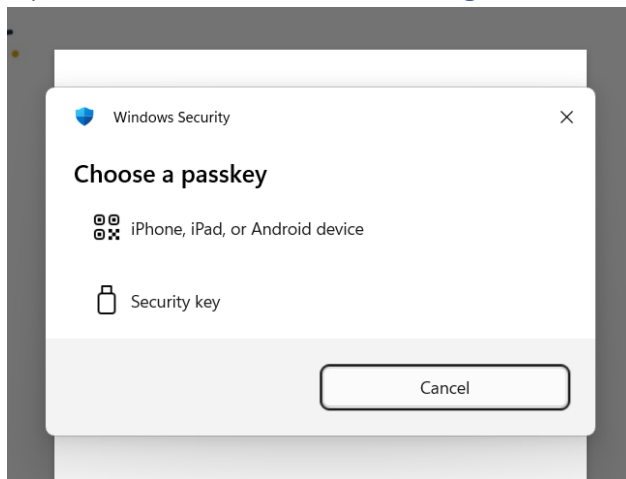 Windows Security
Choose a passkey
iPhone, iPad, or Android device
Security key
Cancel